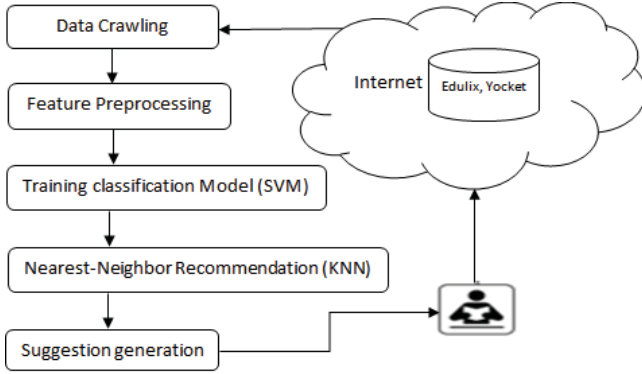 Data Crawling
Internet
Edulix, Yocket
Feature Preprocessing
Training classification Model (SVM)
Nearest-Neighbor Recommendation (KNN)
Suggestion generation